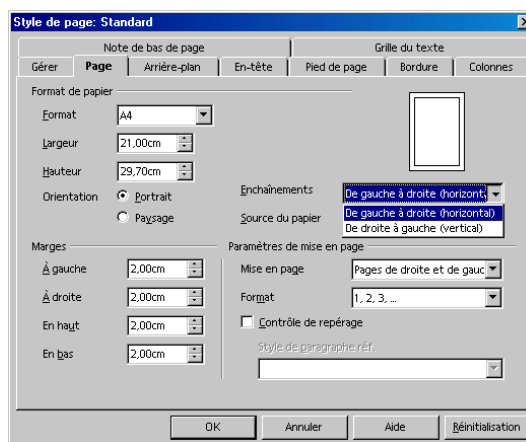 Style de page: Standard
Note de bas de page
Grille du texte
Gérer
Page
Arrière-plan
En-tête
Pied de page
Bordure
Colonnes
Format de papier
Format
A4
Largeur
21,00cm
Hauteur
29,70cm
Orientation
Portrait
Paysage
Enchaînements
De gauche à droite (horizonta
De gauche à droite (horizontal)
De droite à gauche (vertical)
Source du papier
Marges
À gauche
2,00cm
À droite
2,00cm
En haut
2,00cm
En bas
2,00cm
Paramètres de mise en page
Mise en page
Pages de droite et de gauc
Format
1, 2, 3, ...
Contrôle de repérage
Style de paragraphe réf.
OK
Annuler
Aide
Réinitialisation